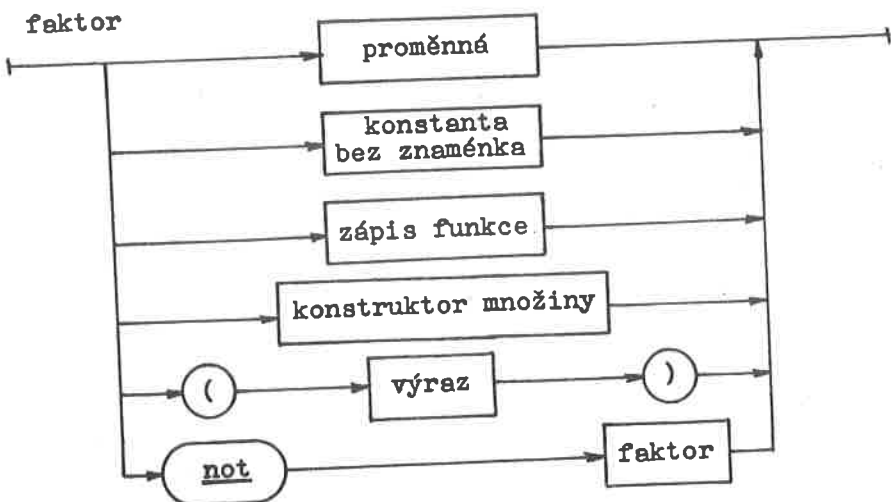 faktor
proměnná
konstanta
bez znaménka
zápis funkce
konstruktor množiny
( výraz )
not faktor